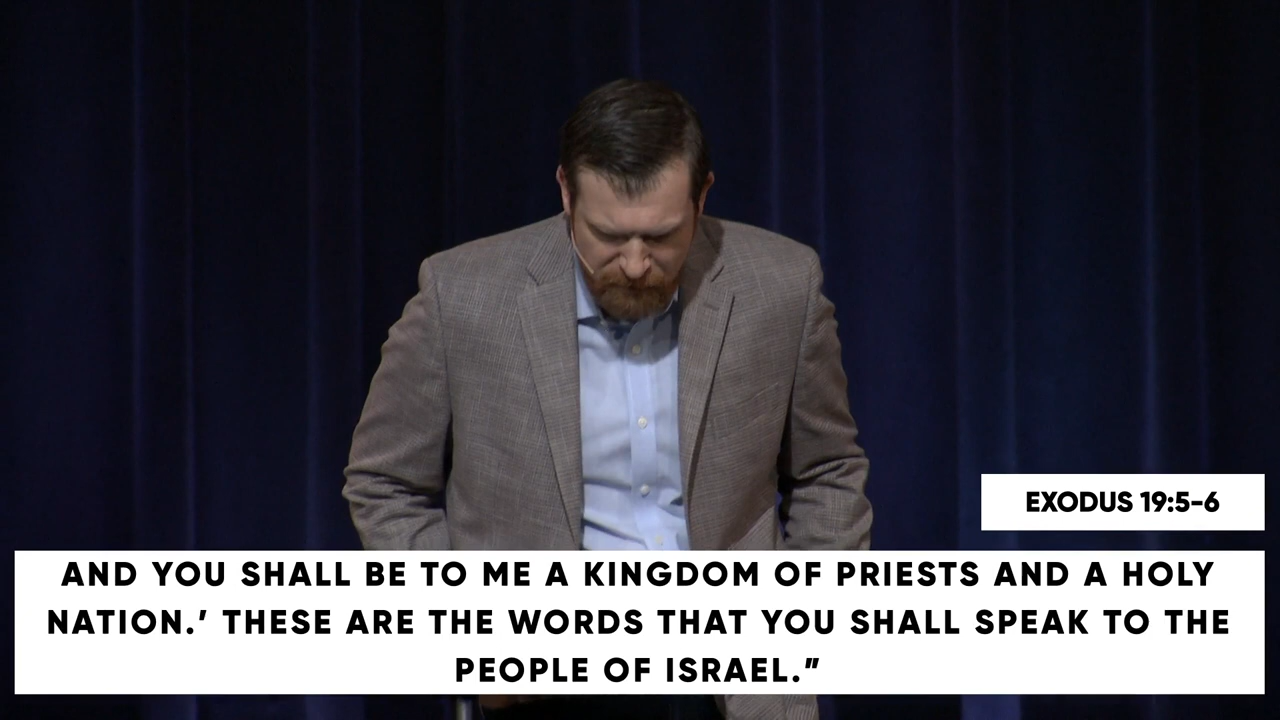 EXODUS 19:5-6
AND YOU SHALL BE TO ME A KINGDOM OF PRIESTS AND A HOLY
NATION.’ THESE ARE THE WORDS THAT YOU SHALL SPEAK TO THE
PEOPLE OF ISRAEL.”